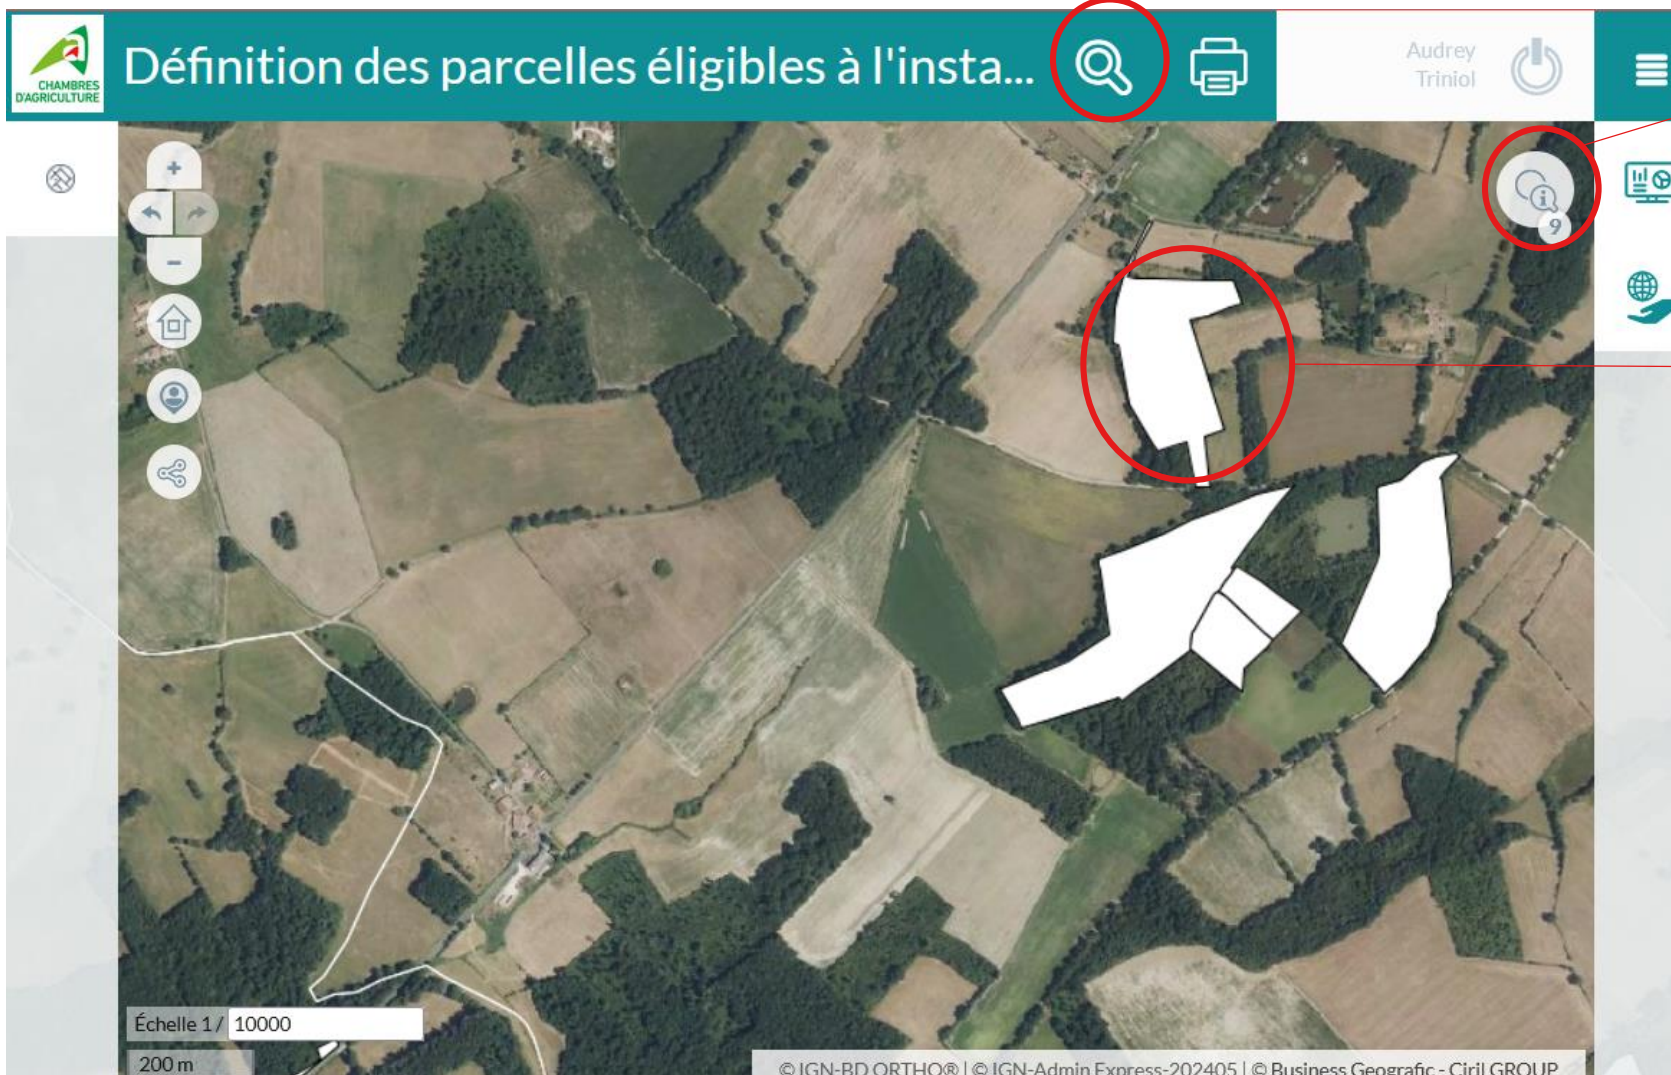 CHAMBRES
D'AGRICULTURE
Définition des parcelles éligibles à l'insta...
Audrey
Triniol
9
Échelle 1/ 10000
200 m
© IGN-BD ORTHO® | © IGN-Admin Express-202405 | © Business Geografic - Ciril GROUP